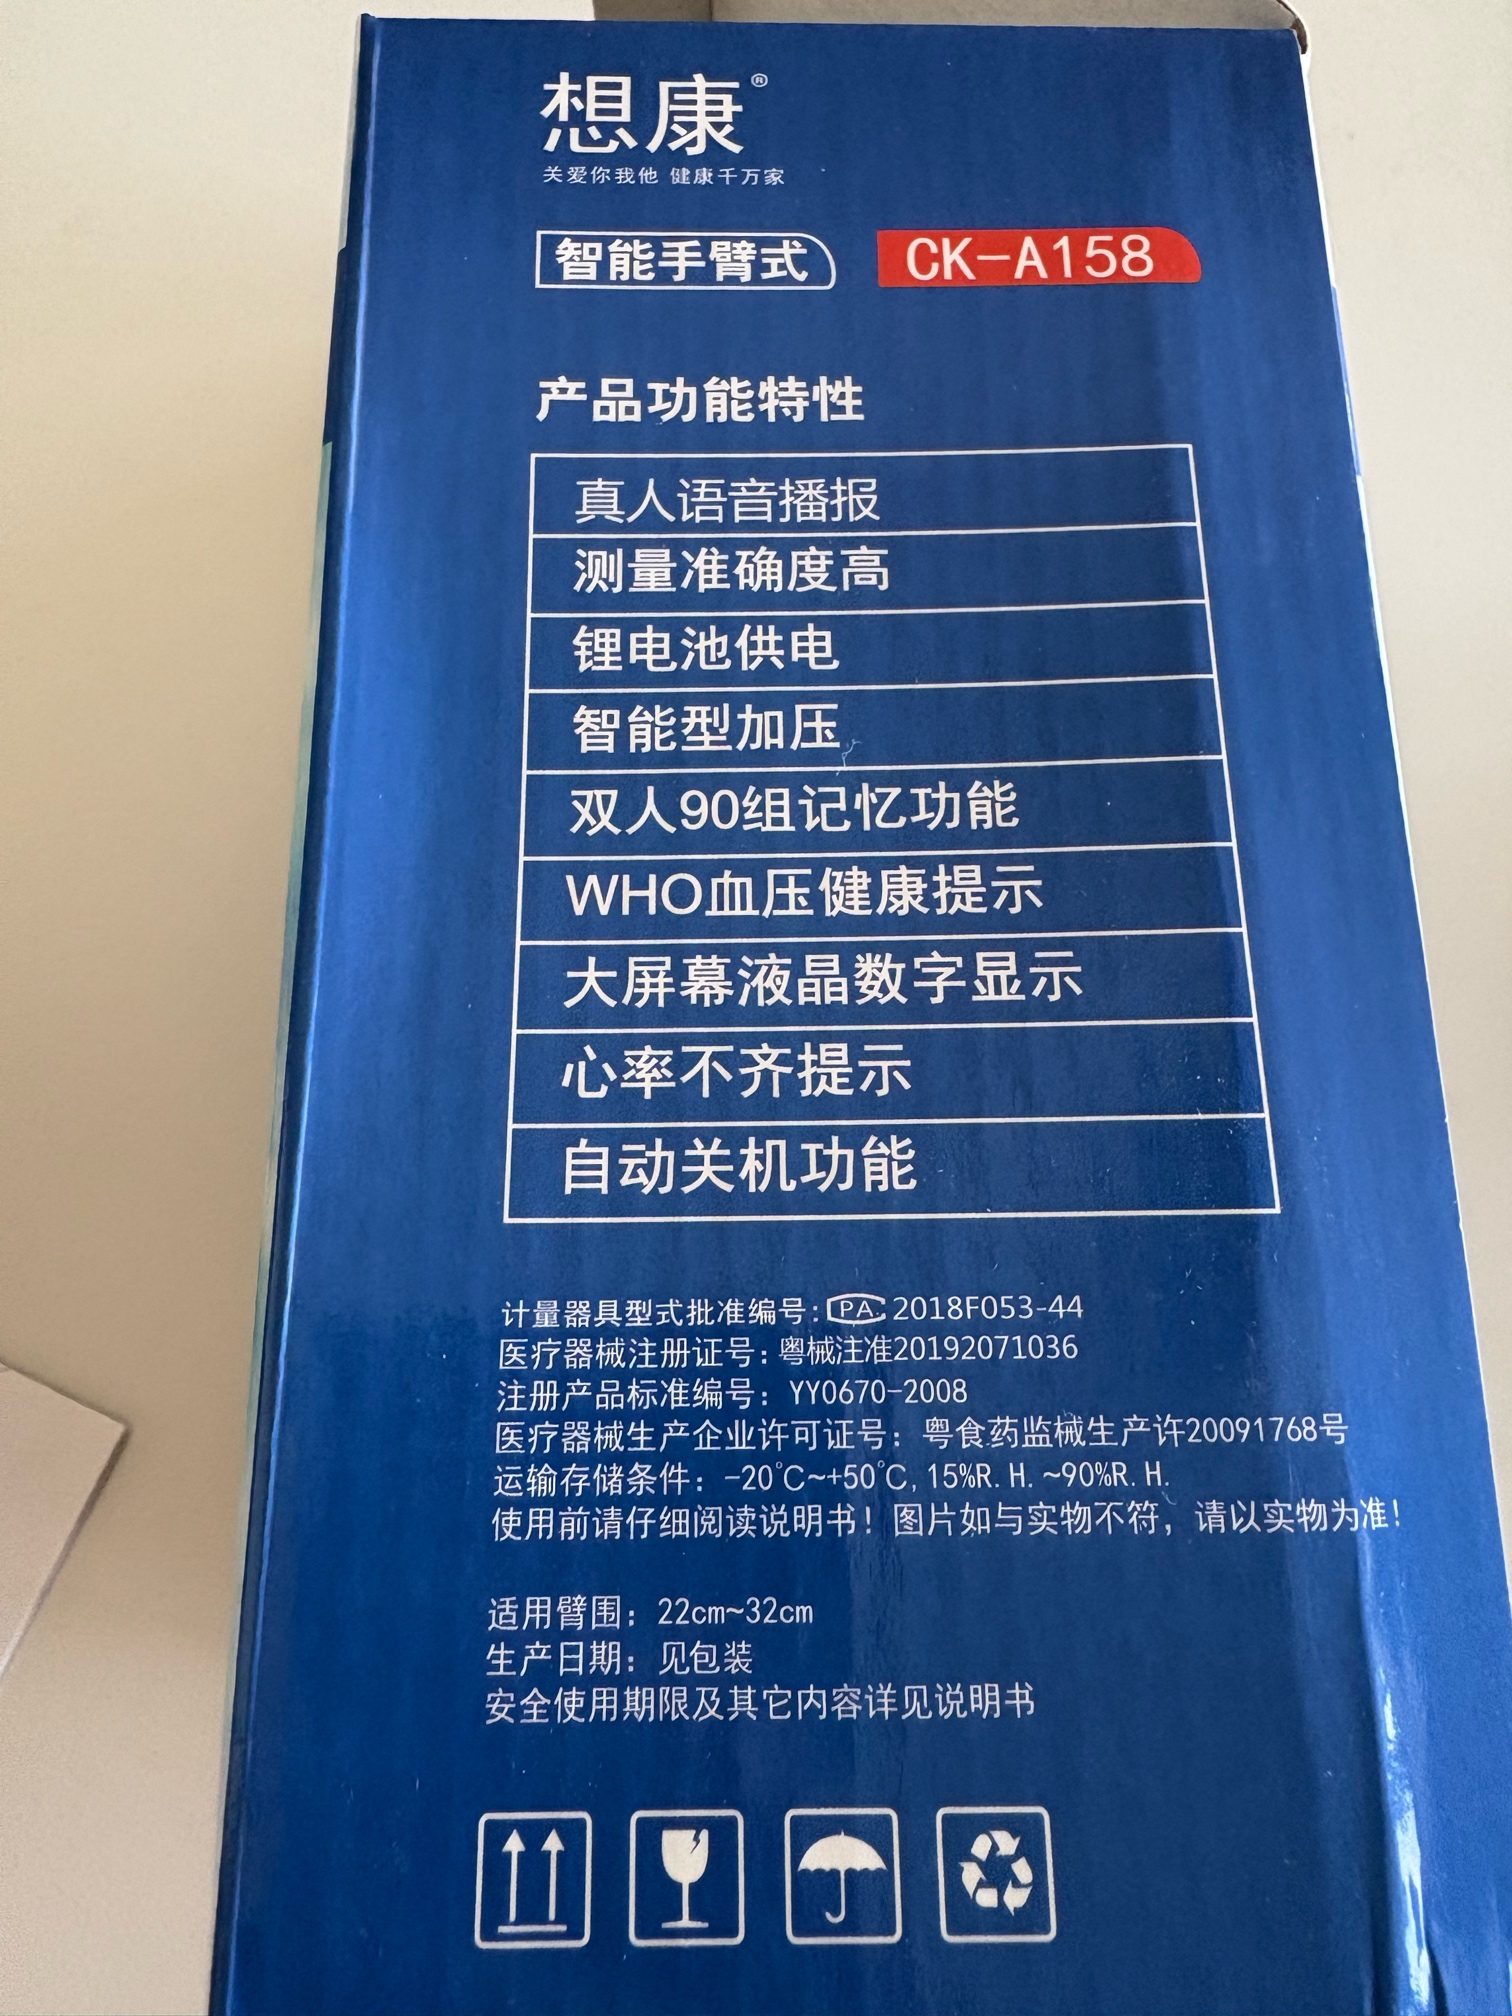 想康®
关爱你我他 健康千万家
智能手臂式 CK-A158
产品功能特性
真人语音播报
测量准确度高
锂电池供电
智能型加压
双人90组记忆功能
WHO血压健康提示
大屏幕液晶数字显示
心率不齐提示
自动关机功能
计量器具型式批准编号:PA 2018F053-44
医疗器械注册证号:粤械注准20192071036
注册产品标准编号：YY0670-2008
医疗器械生产企业许可证号：粤食药监械生产许20091768号
运输存储条件：-20℃~+50℃,15%R.H.~90%R.H.
使用前请仔细阅读说明书！图片如与实物不符，请以实物为准！
适用臂围：22cm~32cm
生产日期：见包装
安全使用期限及其它内容详见说明书